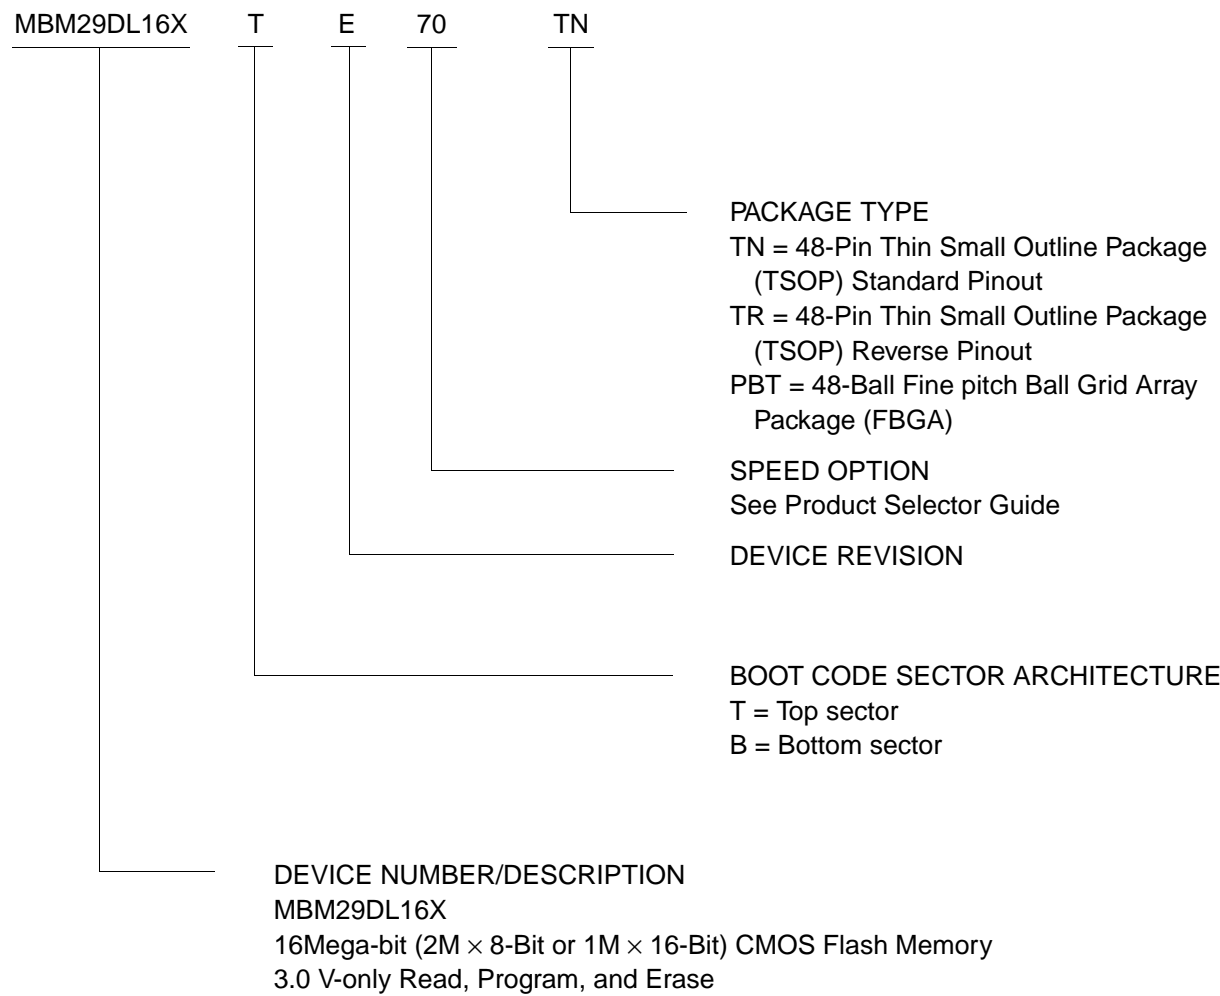 MBM29DL16X T E 70 TN
PACKAGE TYPE
TN = 48-Pin Thin Small Outline Package
(TSOP) Standard Pinout
TR = 48-Pin Thin Small Outline Package
(TSOP) Reverse Pinout
PBT = 48-Ball Fine pitch Ball Grid Array
Package (FBGA)
SPEED OPTION
See Product Selector Guide
DEVICE REVISION
BOOT CODE SECTOR ARCHITECTURE
T = Top sector
B = Bottom sector
DEVICE NUMBER/DESCRIPTION
MBM29DL16X
16Mega-bit (2M × 8-Bit or 1M × 16-Bit) CMOS Flash Memory
3.0 V-only Read, Program, and Erase